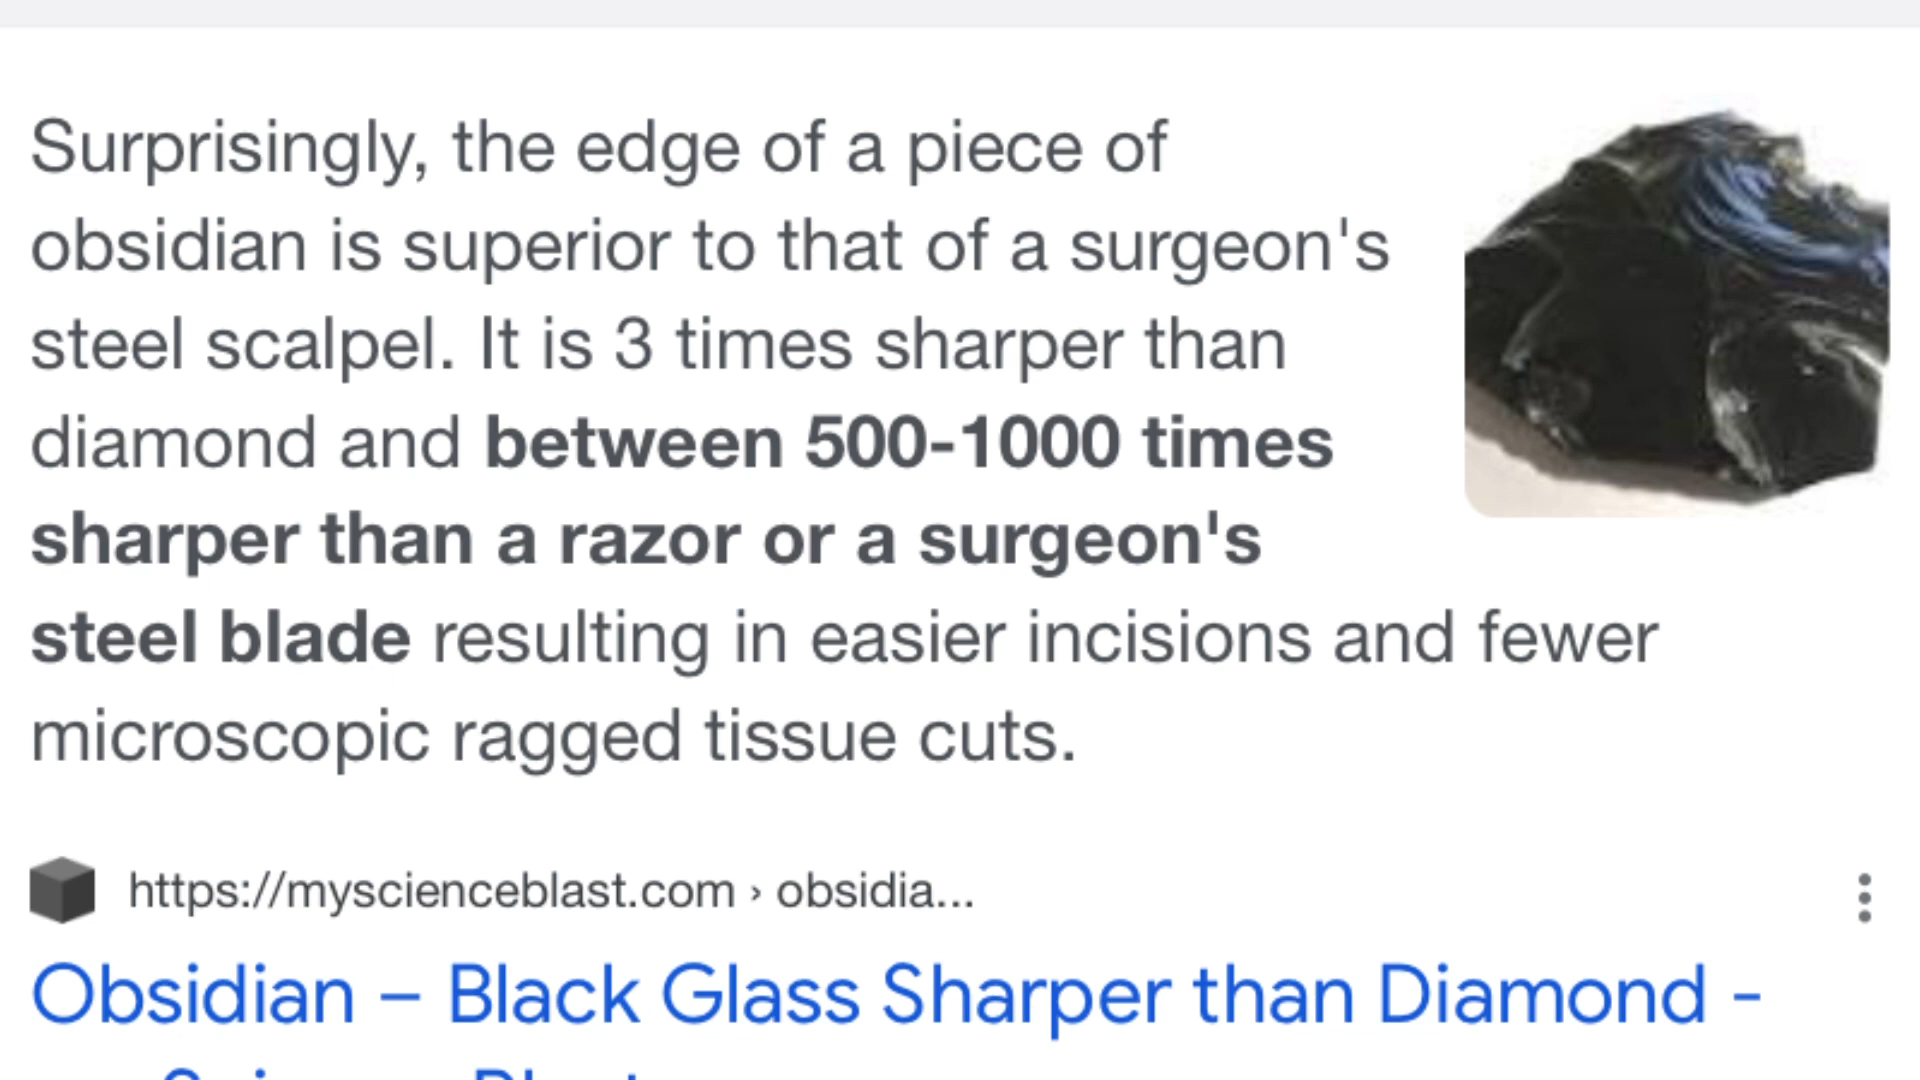 Surprisingly, the edge of a piece of
obsidian is superior to that of a surgeon's
steel scalpel. It is 3 times sharper than
diamond and between 500-1000 times
sharper than a razor or a surgeon's
steel blade resulting in easier incisions and fewer
microscopic ragged tissue cuts.
https://myscienceblast.com › obsidia...
Obsidian – Black Glass Sharper than Diamond -